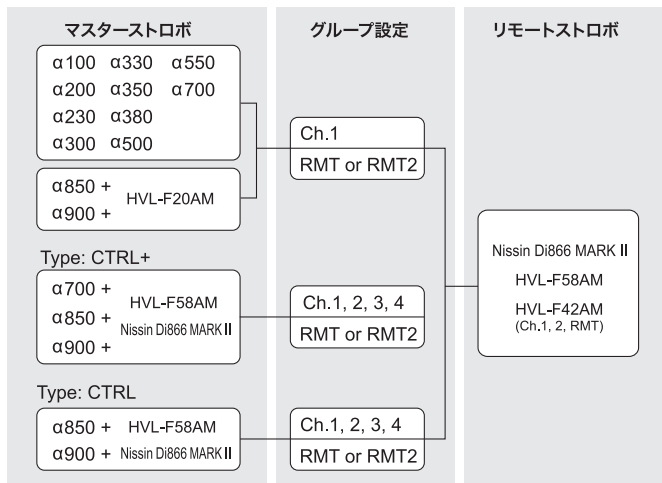 マスターストロボ
グループ設定
リモートストロボ
α100 α330 α550
α200 α350 α700
α230 α380
α300 α500
α850 +
α900 +
HVL-F20AM
Ch.1
RMT or RMT2
Type: CTRL+
α700 +
α850 +
α900 +
HVL-F58AM
Nissin Di866 MARK II
Ch.1, 2, 3, 4
RMT or RMT2
Type: CTRL
α850 + HVL-F58AM
α900 + Nissin Di866 MARK II
Ch.1, 2, 3, 4
RMT or RMT2
Nissin Di866 MARK II
HVL-F58AM
HVL-F42AM
(Ch.1, 2, RMT)